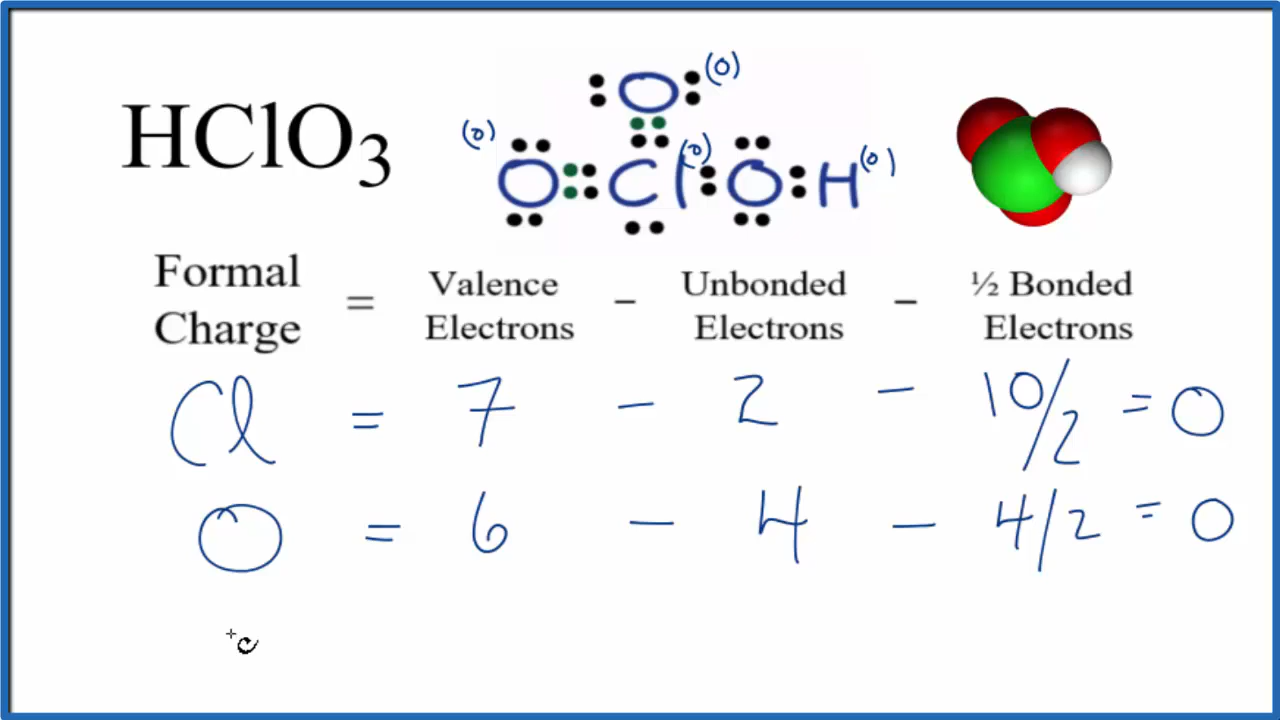 HClO3
(0)
O
(0)
O Cl (0) O H (0)
Formal Charge = Valence Electrons – Unbonded Electrons – ½ Bonded Electrons
Cl = 7 – 2 – 10/2 = 0
O = 6 – 4 – 4/2 = 0